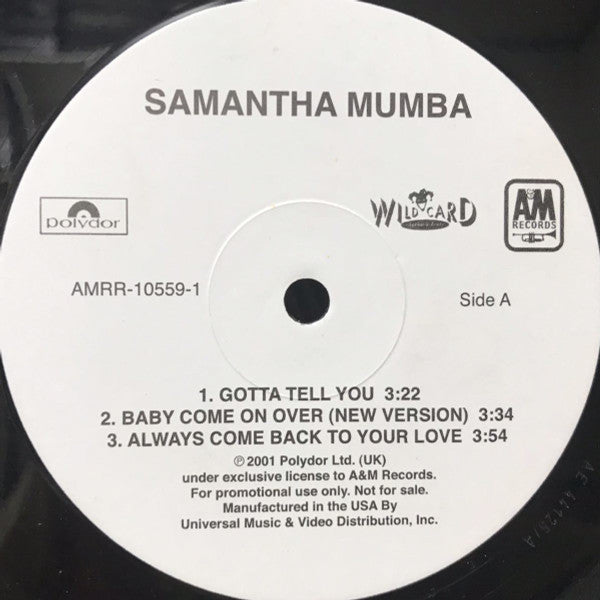 SAMANTHA MUMBA
polydor
WILDCARD
A&M
RECORDS
AMRR-10559-1
Side A
1. GOTTA TELL YOU 3:22
2. BABY COME ON OVER (NEW VERSION) 3:34
3. ALWAYS COME BACK TO YOUR LOVE 3:54
℗2001 Polydor Ltd. (UK)
under exclusive license to A&M Records.
For promotional use only. Not for sale.
Manufactured in the USA By
Universal Music & Video Distribution, Inc.